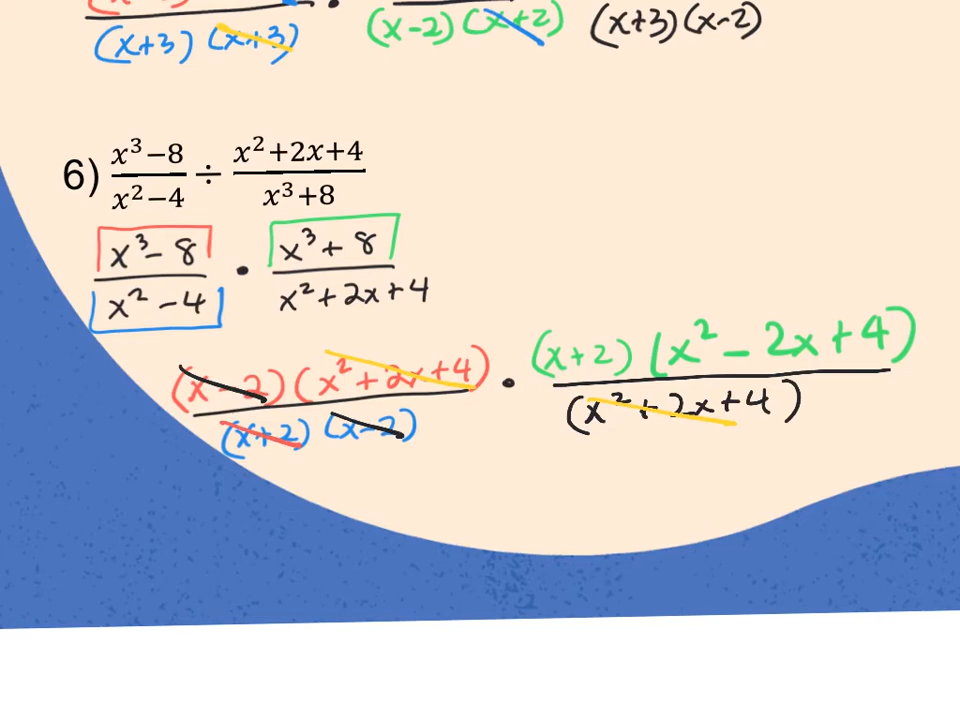 (x+3) (x+3) (x-2) (x+2) (x+3)(x-2)
6) x³-8 / x²-4 ÷ x²+2x+4 / x³+8
x³-8 / x²-4 · x³+8 / x²+2x+4
(x-2)(x²+2x+4) / (x+2)(x-2) · (x+2)(x²-2x+4) / (x²+2x+4)